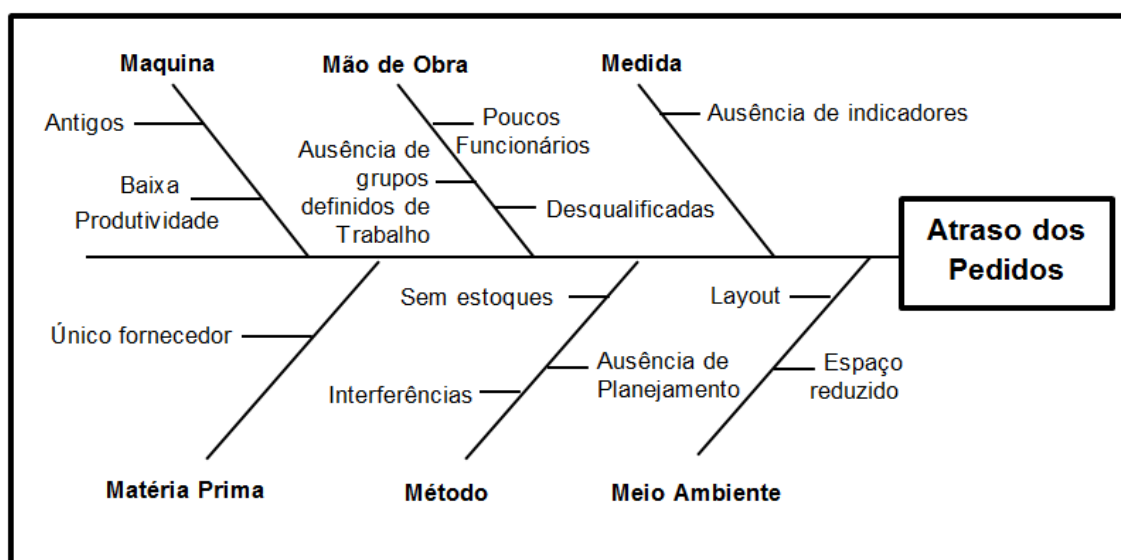 Maquina
Mão de Obra
Medida
Antigos
Baixa
Produtividade
Poucos
Funcionários
Ausência de
grupos
definidos de
Trabalho
Desqualificadas
Ausência de indicadores
Atraso dos
Pedidos
Único fornecedor
Sem estoques
Interferências
Ausência de
Planejamento
Layout
Espaço
reduzido
Matéria Prima
Método
Meio Ambiente